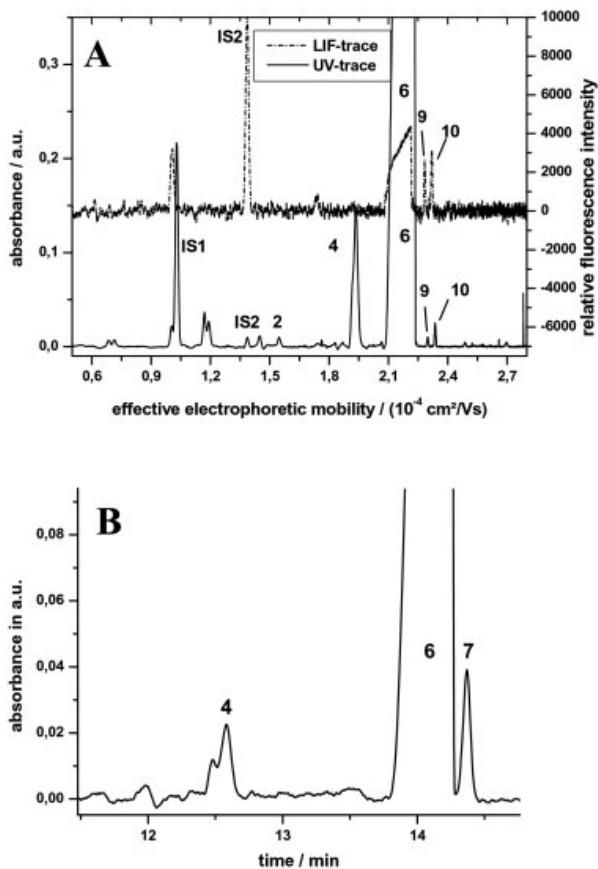 A
IS2
LIF-trace
UV-trace
6
9
10
IS1
4
6
IS2
2
9
10
0,3
0,2
0,1
0,0
absorbance / a.u.
10000
8000
6000
4000
2000
0
-2000
-4000
-6000
relative fluorescence intensity
0,6 0,9 1,2 1,5 1,8 2,1 2,4 2,7
effective electrophoretic mobility / (10⁻⁴ cm²/Vs)
B
4
6
7
0,08
0,06
0,04
0,02
0,00
absorbance in a.u.
12 13 14
time / min